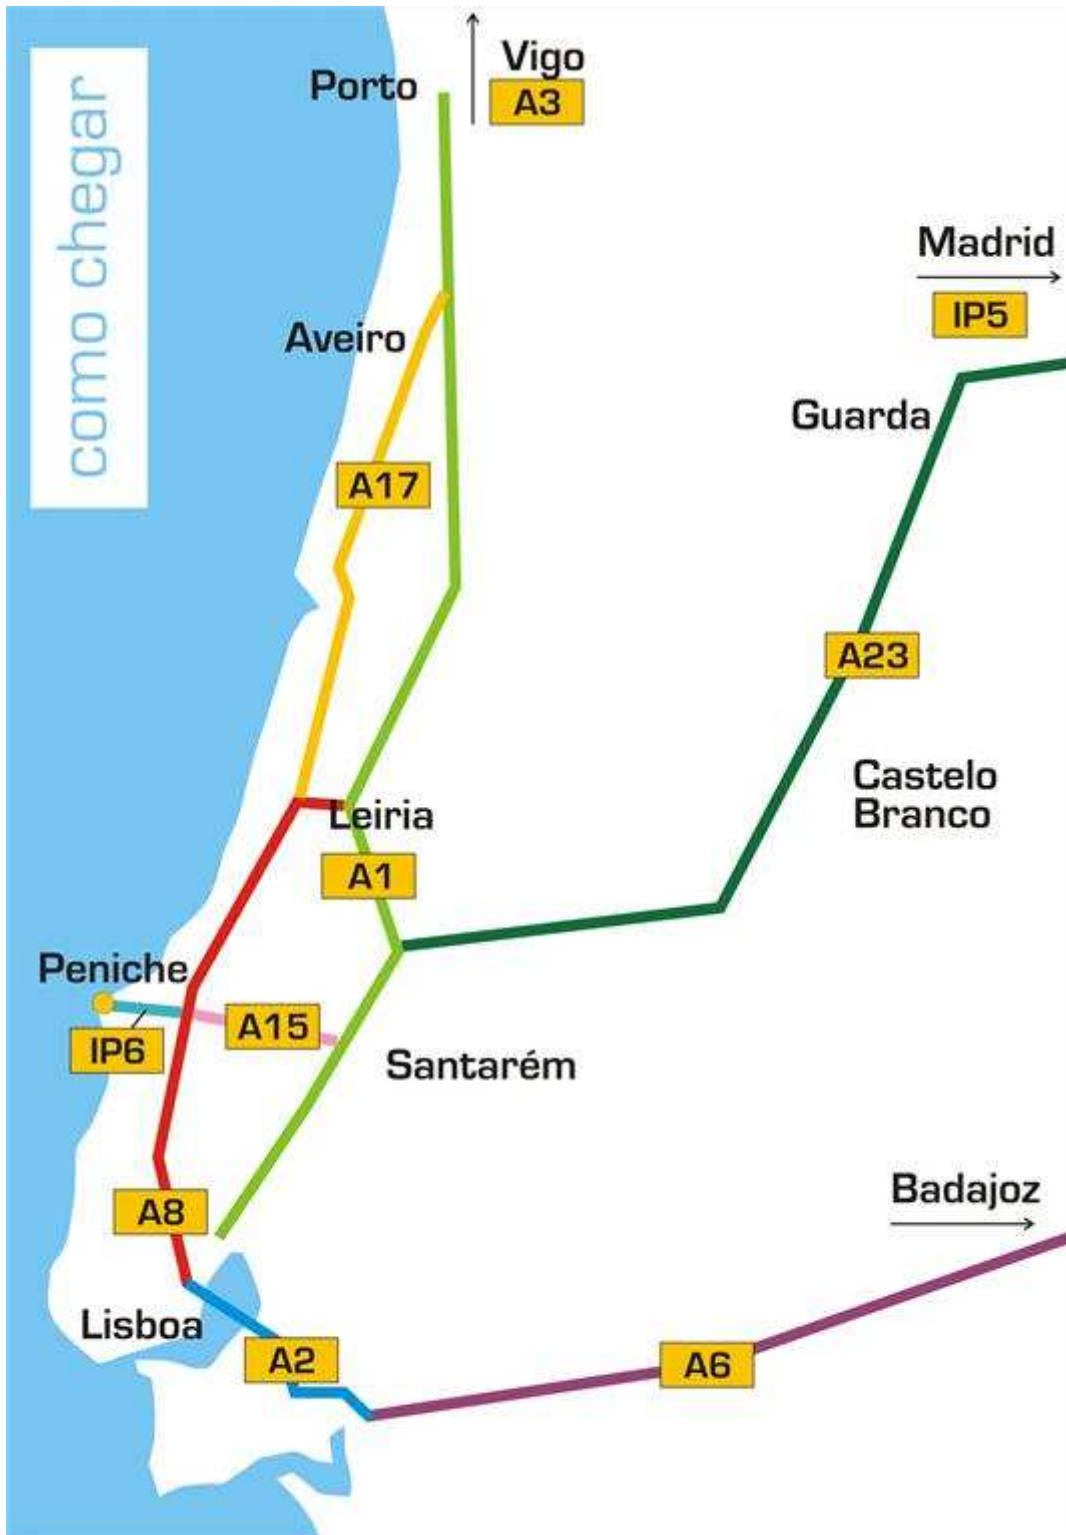 como chegar
Vigo
Porto
A3
Madrid
IP5
Aveiro
Guarda
A17
A23
Castelo
Branco
Leiria
A1
Peniche
A15
IP6
Santarém
Badajoz
A8
Lisboa
A2
A6